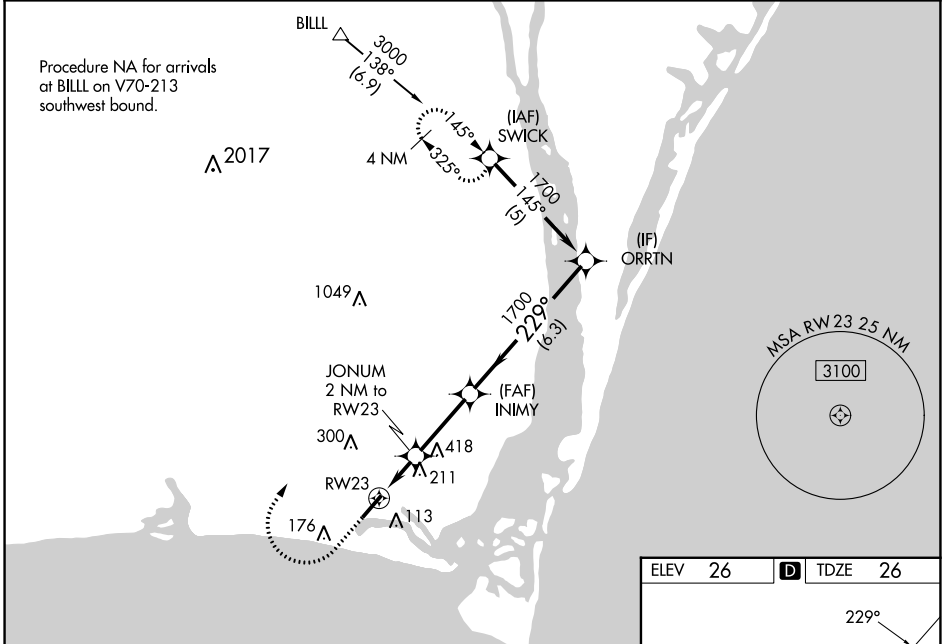 BILLL
3000
138°
(6.9)
Procedure NA for arrivals
at BILLL on V70-213
southwest bound.
(IAF)
SWICK
145°
325°
4 NM
2017
1700
145°
(5)
(IF)
ORRTN
1049
1700
229°
(6.3)
MSA RW23 25 NM
3100
JONUM
2 NM to
RW23
(FAF)
INIMY
300
418
211
RW23
176
113
ELEV 26 D TDZE 26
229°